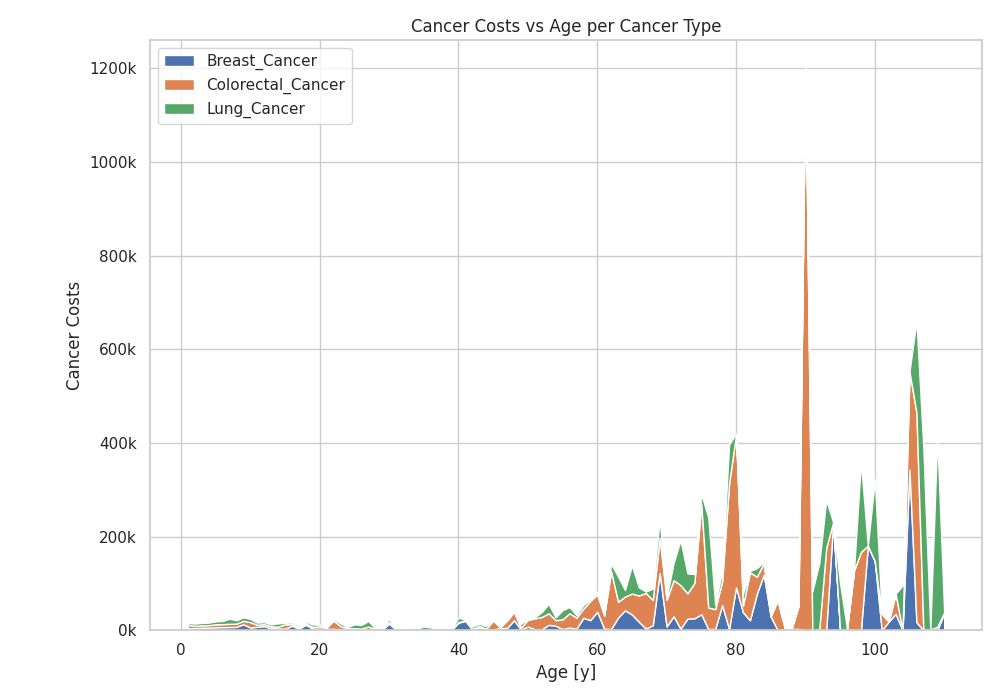 Cancer Costs vs Age per Cancer Type
Breast_Cancer
Colorectal_Cancer
Lung_Cancer
1200k
1000k
800k
600k
400k
200k
0k
Cancer Costs
0 20 40 60 80 100
Age [y]